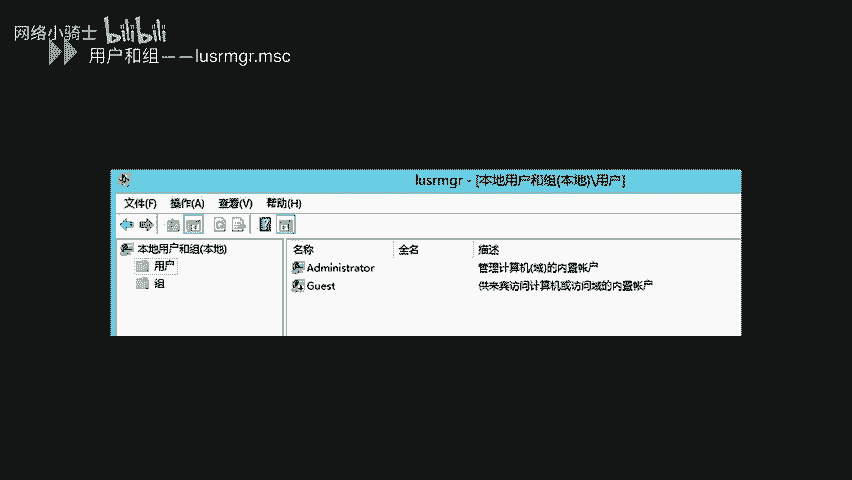 网络小骑士 bilibili
用户和组——lusrmgr.msc
lusrmgr - [本地用户和组(本地)\用户]
文件(F) 操作(A) 查看(V) 帮助(H)
本地用户和组(本地)
用户
组
名称 全名 描述
Administrator 管理计算机(域)的内置帐户
Guest 供来宾访问计算机或访问域的内置帐户